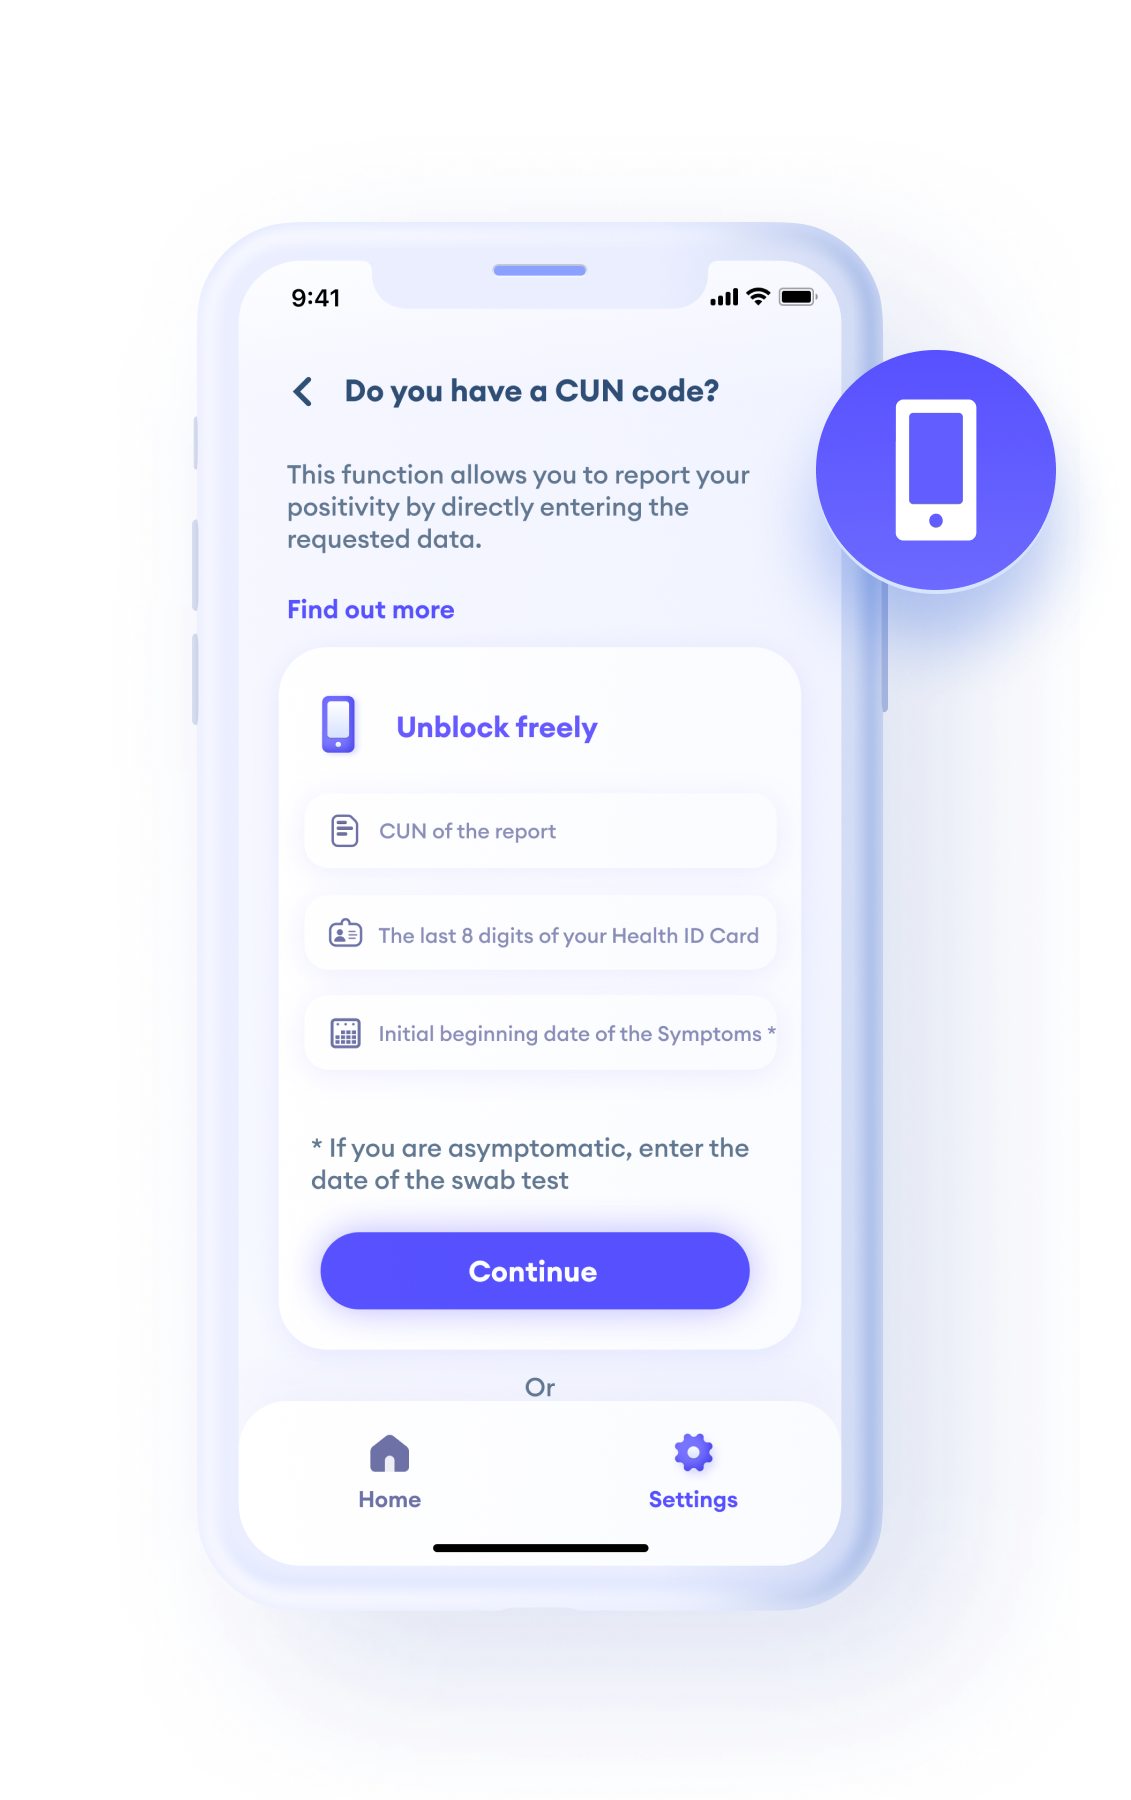 9:41
Do you have a CUN code?
This function allows you to report your
positivity by directly entering the
requested data.
Find out more
Unblock freely
CUN of the report
The last 8 digits of your Health ID Card
Initial beginning date of the Symptoms *
* If you are asymptomatic, enter the
date of the swab test
Continue
Or
Home
Settings